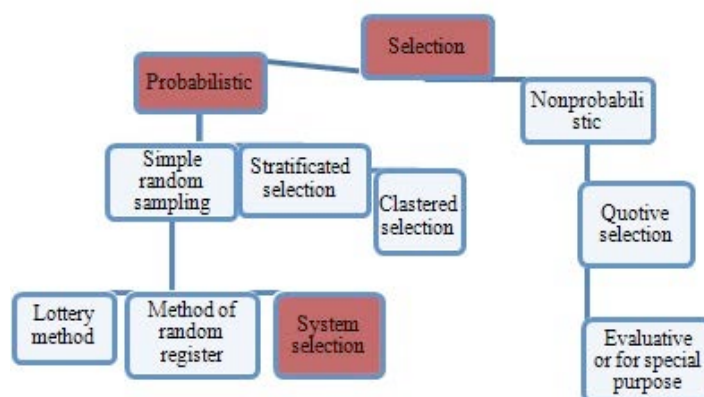 Selection
Probabilistic
Nonprobabili
stic
Simple
random
sampling
Stratificated
selection
Clastered
selection
Quotive
selection
Lottery
method
Method of
random
register
System
selection
Evaluative
or for special
purpose